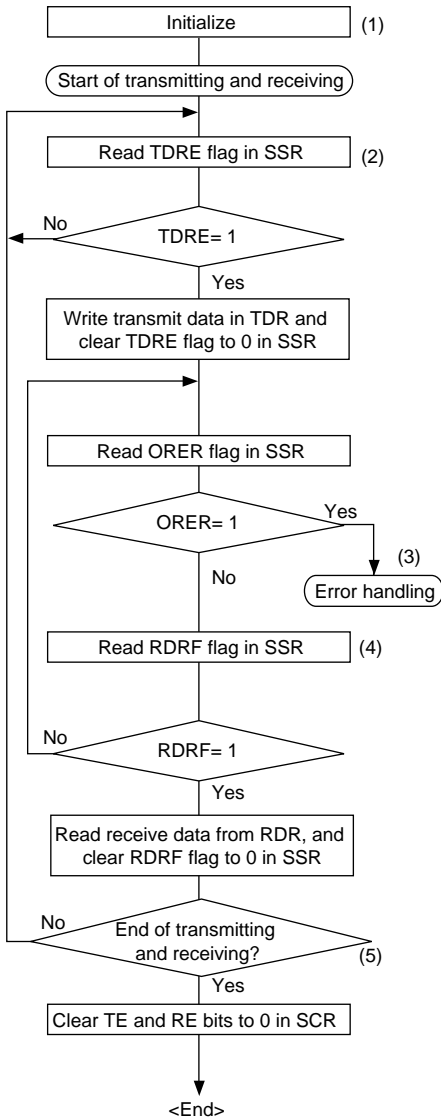 Initialize
(1)
Start of transmitting and receiving
Read TDRE flag in SSR
(2)
No
TDRE= 1
Yes
Write transmit data in TDR and
clear TDRE flag to 0 in SSR
Read ORER flag in SSR
ORER= 1
Yes
(3)
No
Error handling
Read RDRF flag in SSR
(4)
No
RDRF= 1
Yes
Read receive data from RDR, and
clear RDRF flag to 0 in SSR
No
End of transmitting
and receiving?
(5)
Yes
Clear TE and RE bits to 0 in SCR
<End>